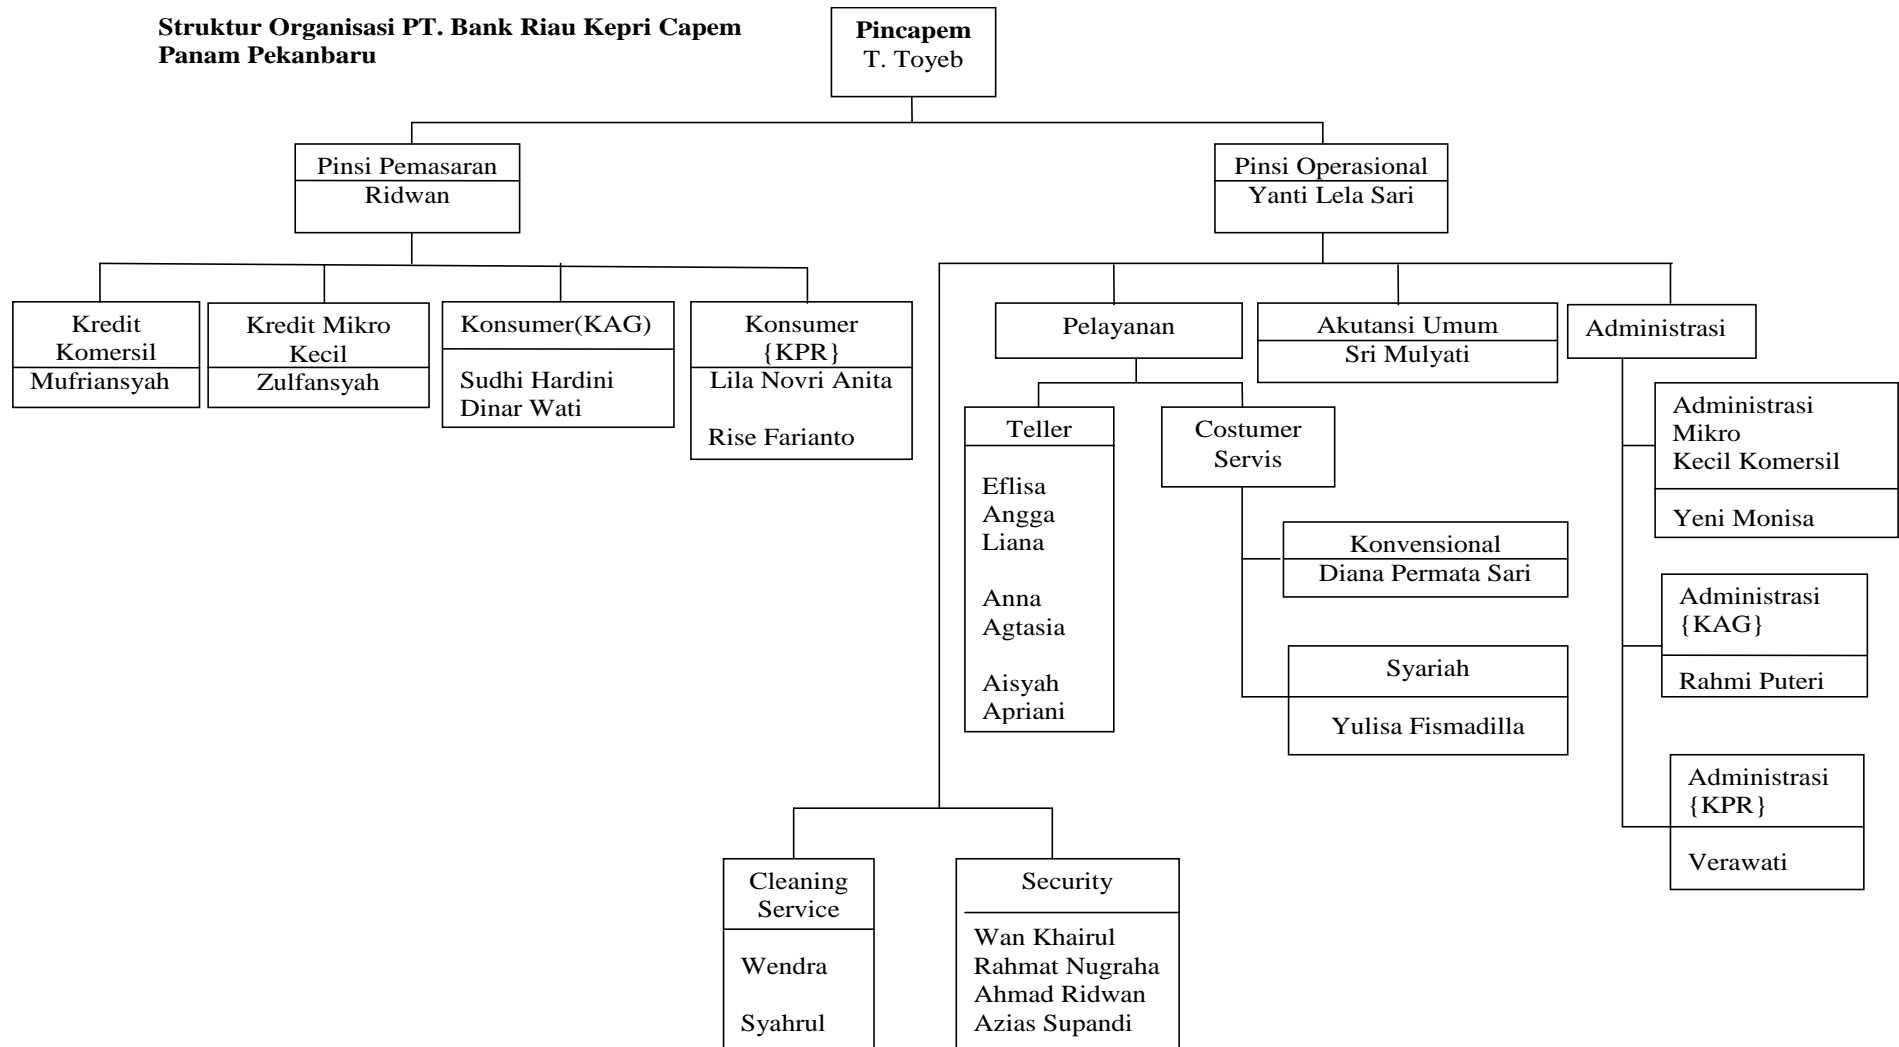 Struktur Organisasi PT. Bank Riau Kepri Capem
Panam Pekanbaru
Pincapem
T. Toyeb
Pinsi Pemasaran
Ridwan
Pinsi Operasional
Yanti Lela Sari
Kredit
Komersil
Mufriansyah
Kredit Mikro
Kecil
Zulfansyah
Konsumer(KAG)
Sudhi Hardini
Dinar Wati
Konsumer
{KPR}
Lila Novri Anita
Rise Farianto
Pelayanan
Akutansi Umum
Sri Mulyati
Administrasi
Teller
Eflisa
Angga
Liana
Anna
Agtasia
Aisyah
Apriani
Costumer
Servis
Konvensional
Diana Permata Sari
Syariah
Yulisa Fismadilla
Administrasi
Mikro
Kecil Komersil
Yeni Monisa
Administrasi
{KAG}
Rahmi Puteri
Administrasi
{KPR}
Verawati
Cleaning
Service
Wendra
Syahrul
Security
Wan Khairul
Rahmat Nugraha
Ahmad Ridwan
Azias Supandi